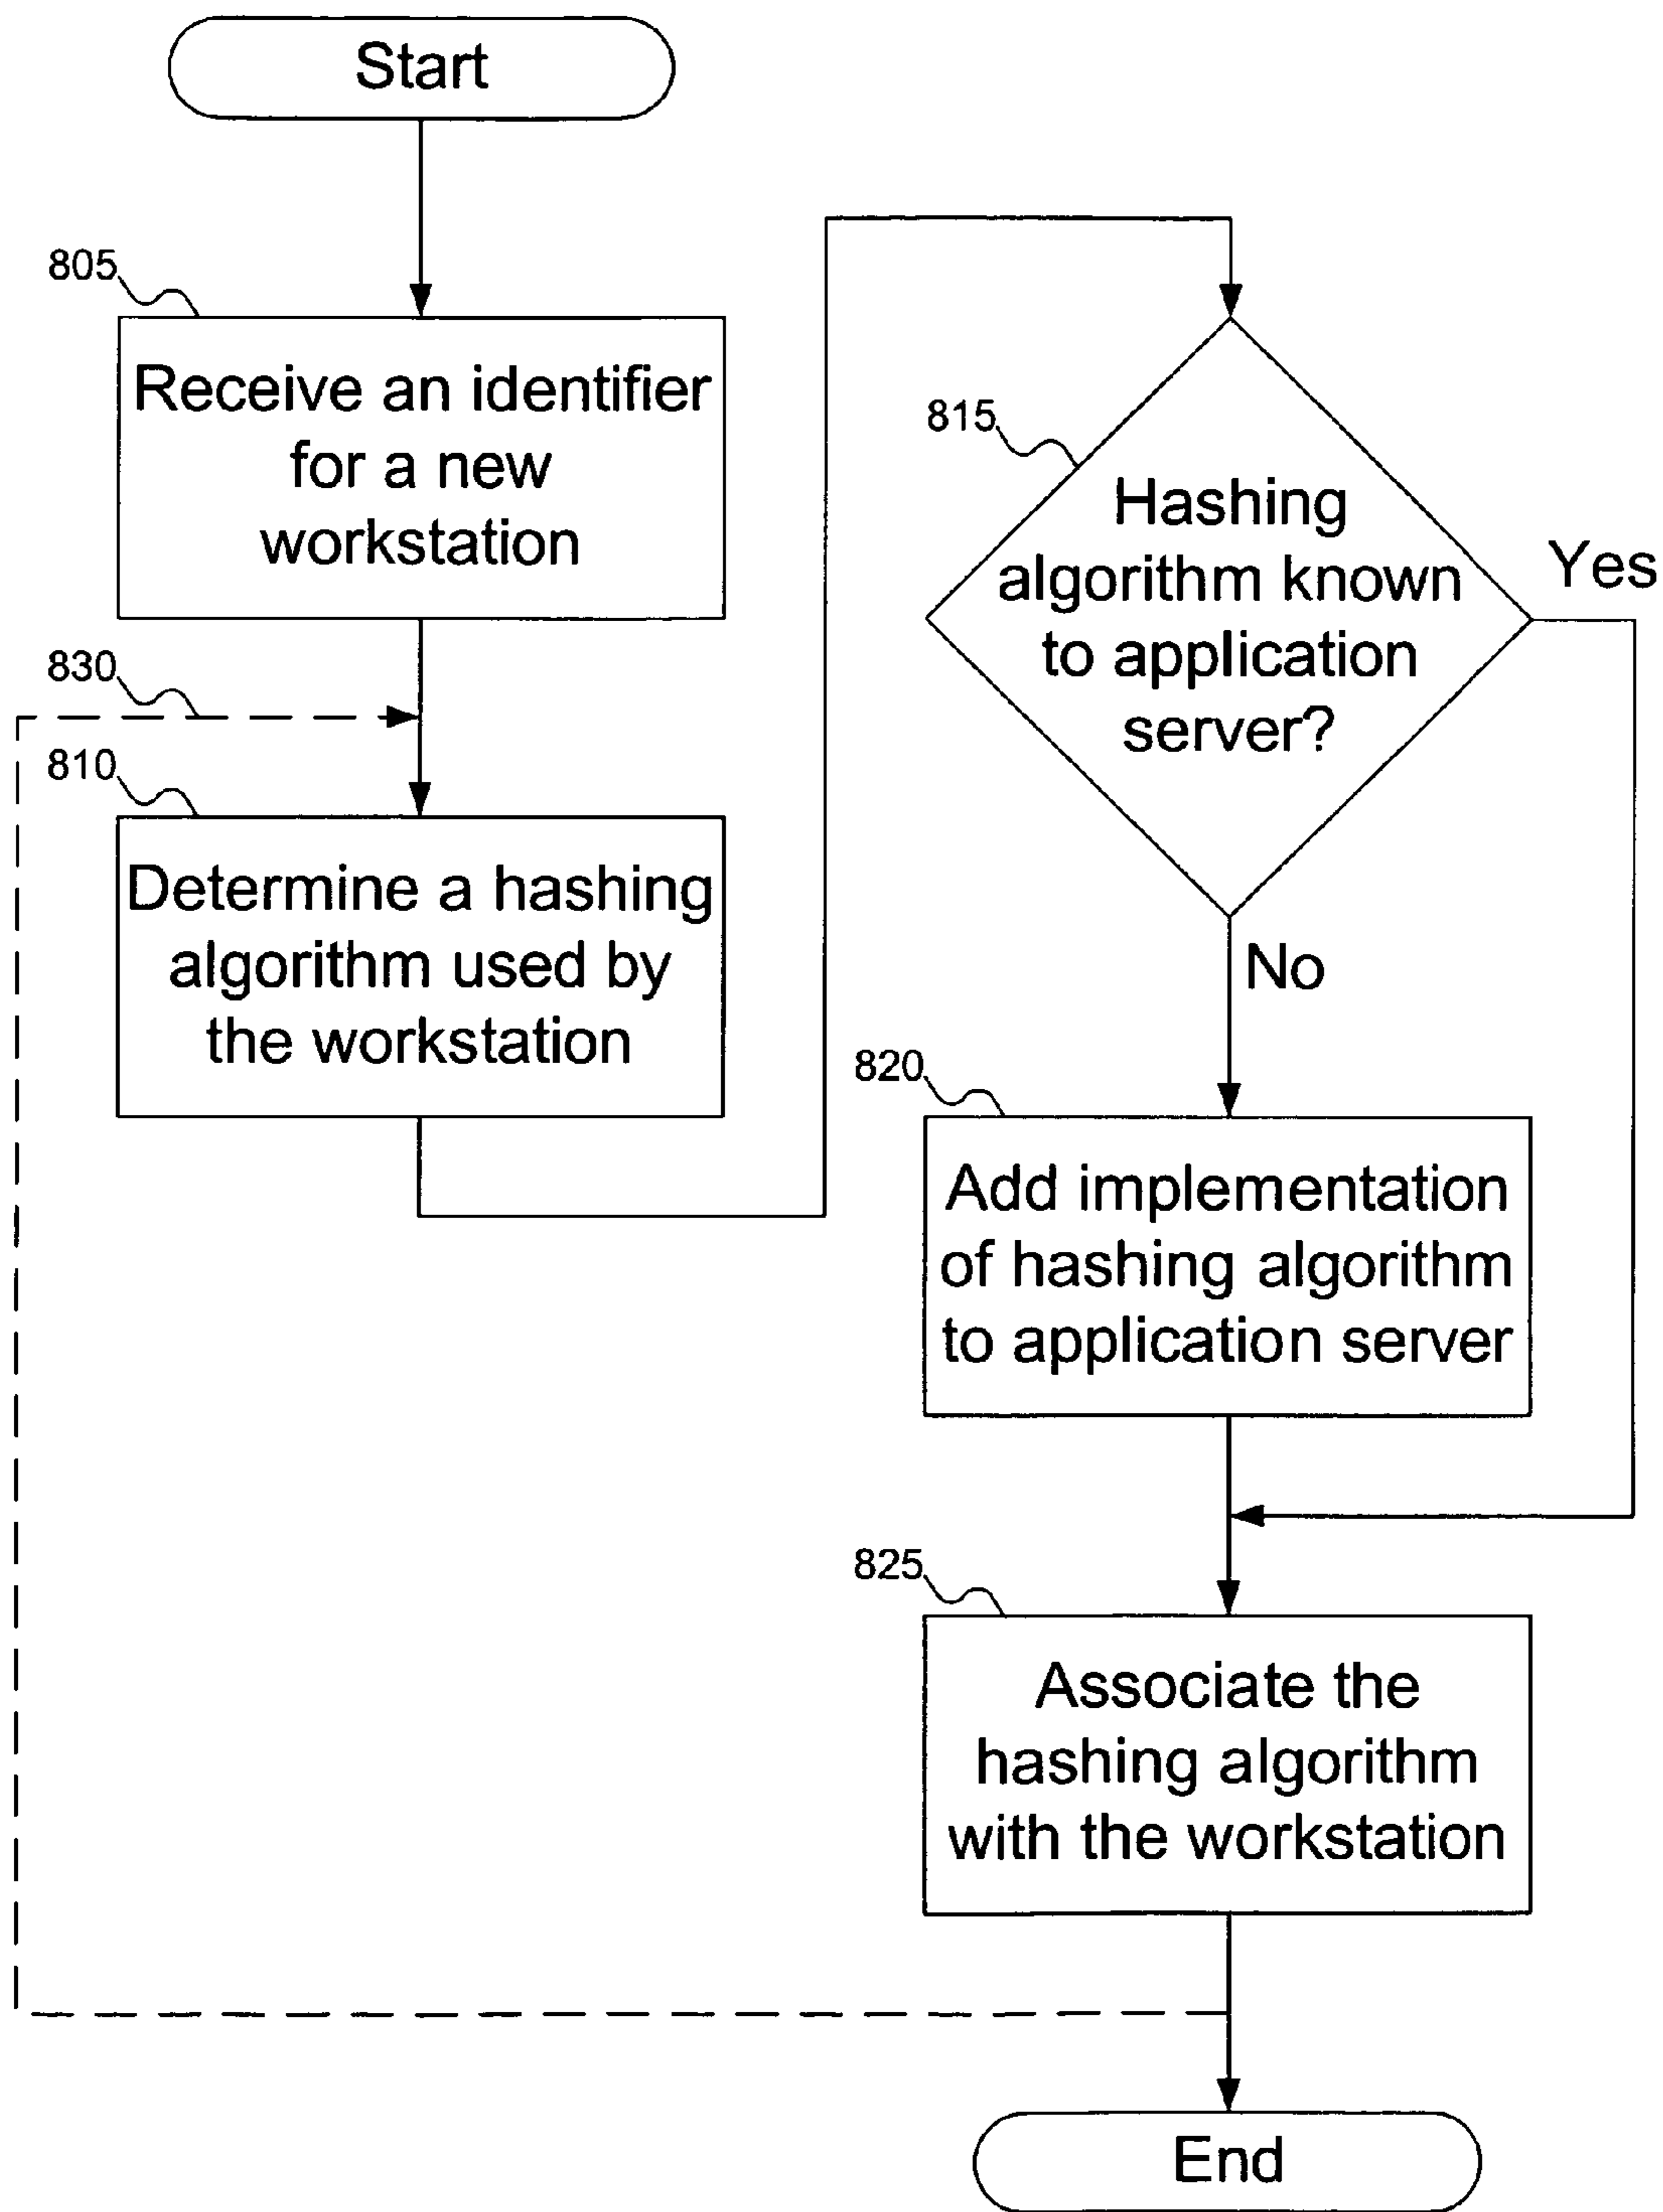 Start
805
Receive an identifier
for a new
workstation
830
810
Determine a hashing
algorithm used by
the workstation
815
Hashing
algorithm known
to application
server?
Yes
No
820
Add implementation
of hashing algorithm
to application server
825
Associate the
hashing algorithm
with the workstation
End